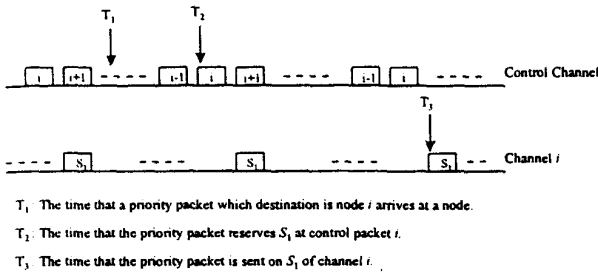 T1 T2
i i+1 i-1 i i+1 i-1 i Control Channel
T3
S1 S1 S1 Channel i
T1: The time that a priority packet which destination is node i arrives at a node.
T2: The time that the priority packet reserves S1 at control packet i.
T3: The time that the priority packet is sent on S1 of channel i.